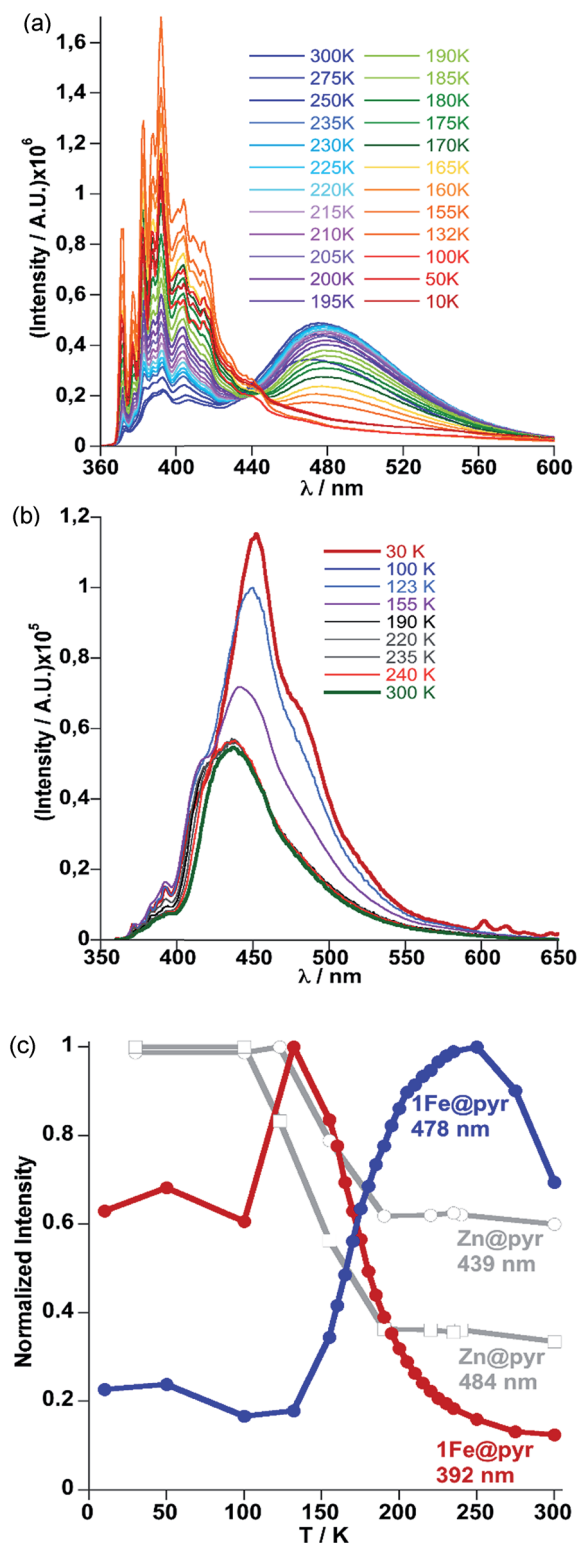 (a)
1,6
1,4
1,2
1
0,8
0,6
0,4
0,2
0
(Intensity / A.U.)x10⁶
300K 190K
275K 185K
250K 180K
235K 175K
230K 170K
225K 165K
220K 160K
215K 155K
210K 132K
205K 100K
200K 50K
195K 10K
360 400 440 480 520 560 600
λ / nm
(b)
1,2
1
0,8
0,6
0,4
0,2
0
(Intensity / A.U.)x10⁵
30 K
100 K
123 K
155 K
190 K
220 K
235 K
240 K
300 K
350 400 450 500 550 600 650
λ / nm
(c)
1
0.8
0.6
0.4
0.2
0
Normalized Intensity
1Fe@pyr
478 nm
Zn@pyr
439 nm
Zn@pyr
484 nm
1Fe@pyr
392 nm
0 50 100 150 200 250 300
T / K